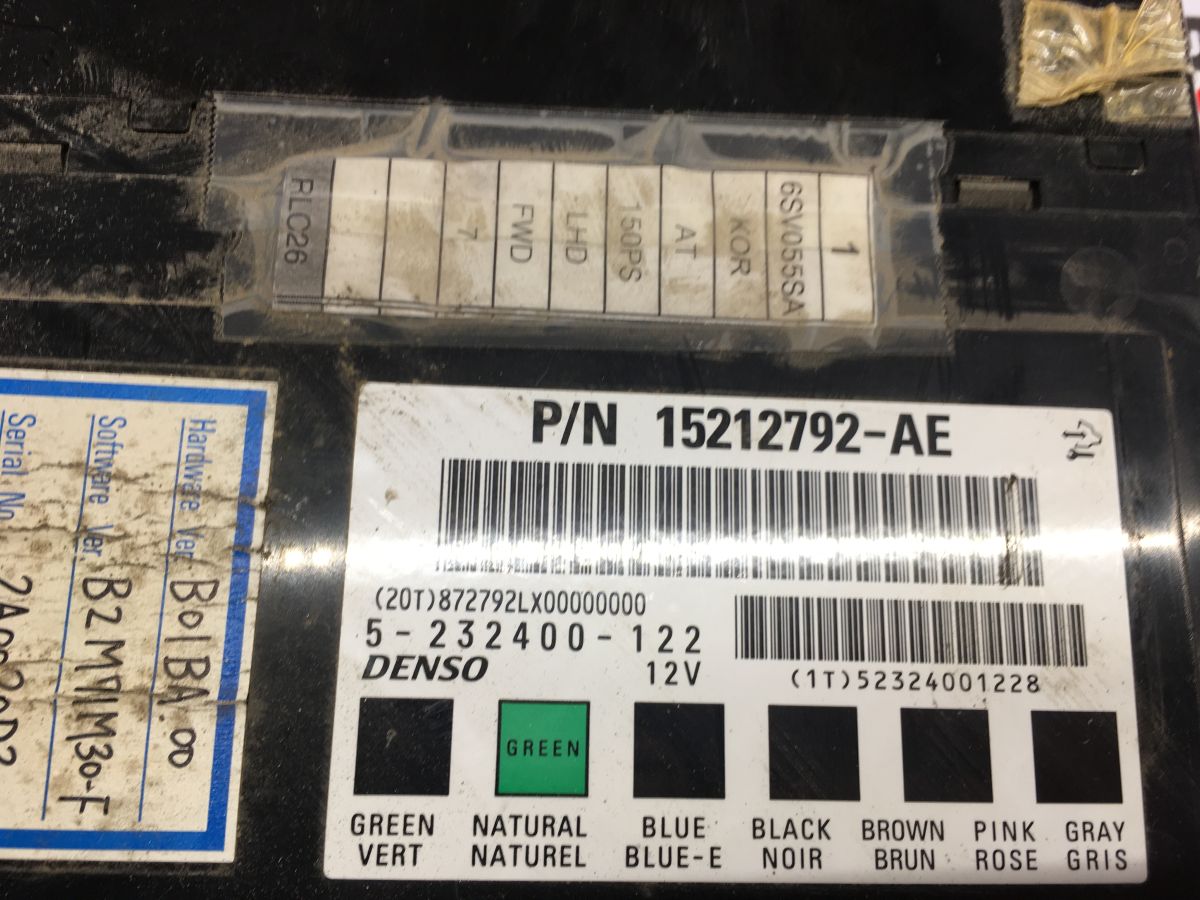 1
6SV055SA
KOR
AT
150PS
LHD
FWD
7
RLC26
Hardware Ver. B01BA.00
Software Ver. B2M91M30-F
Serial No.
P/N 15212792-AE
(20T)872792LX00000000
5-232400-122
DENSO 12V
(1T)52324001228
GREEN
GREEN NATURAL BLUE BLACK BROWN PINK GRAY
VERT NATUREL BLUE-E NOIR BRUN ROSE GRIS